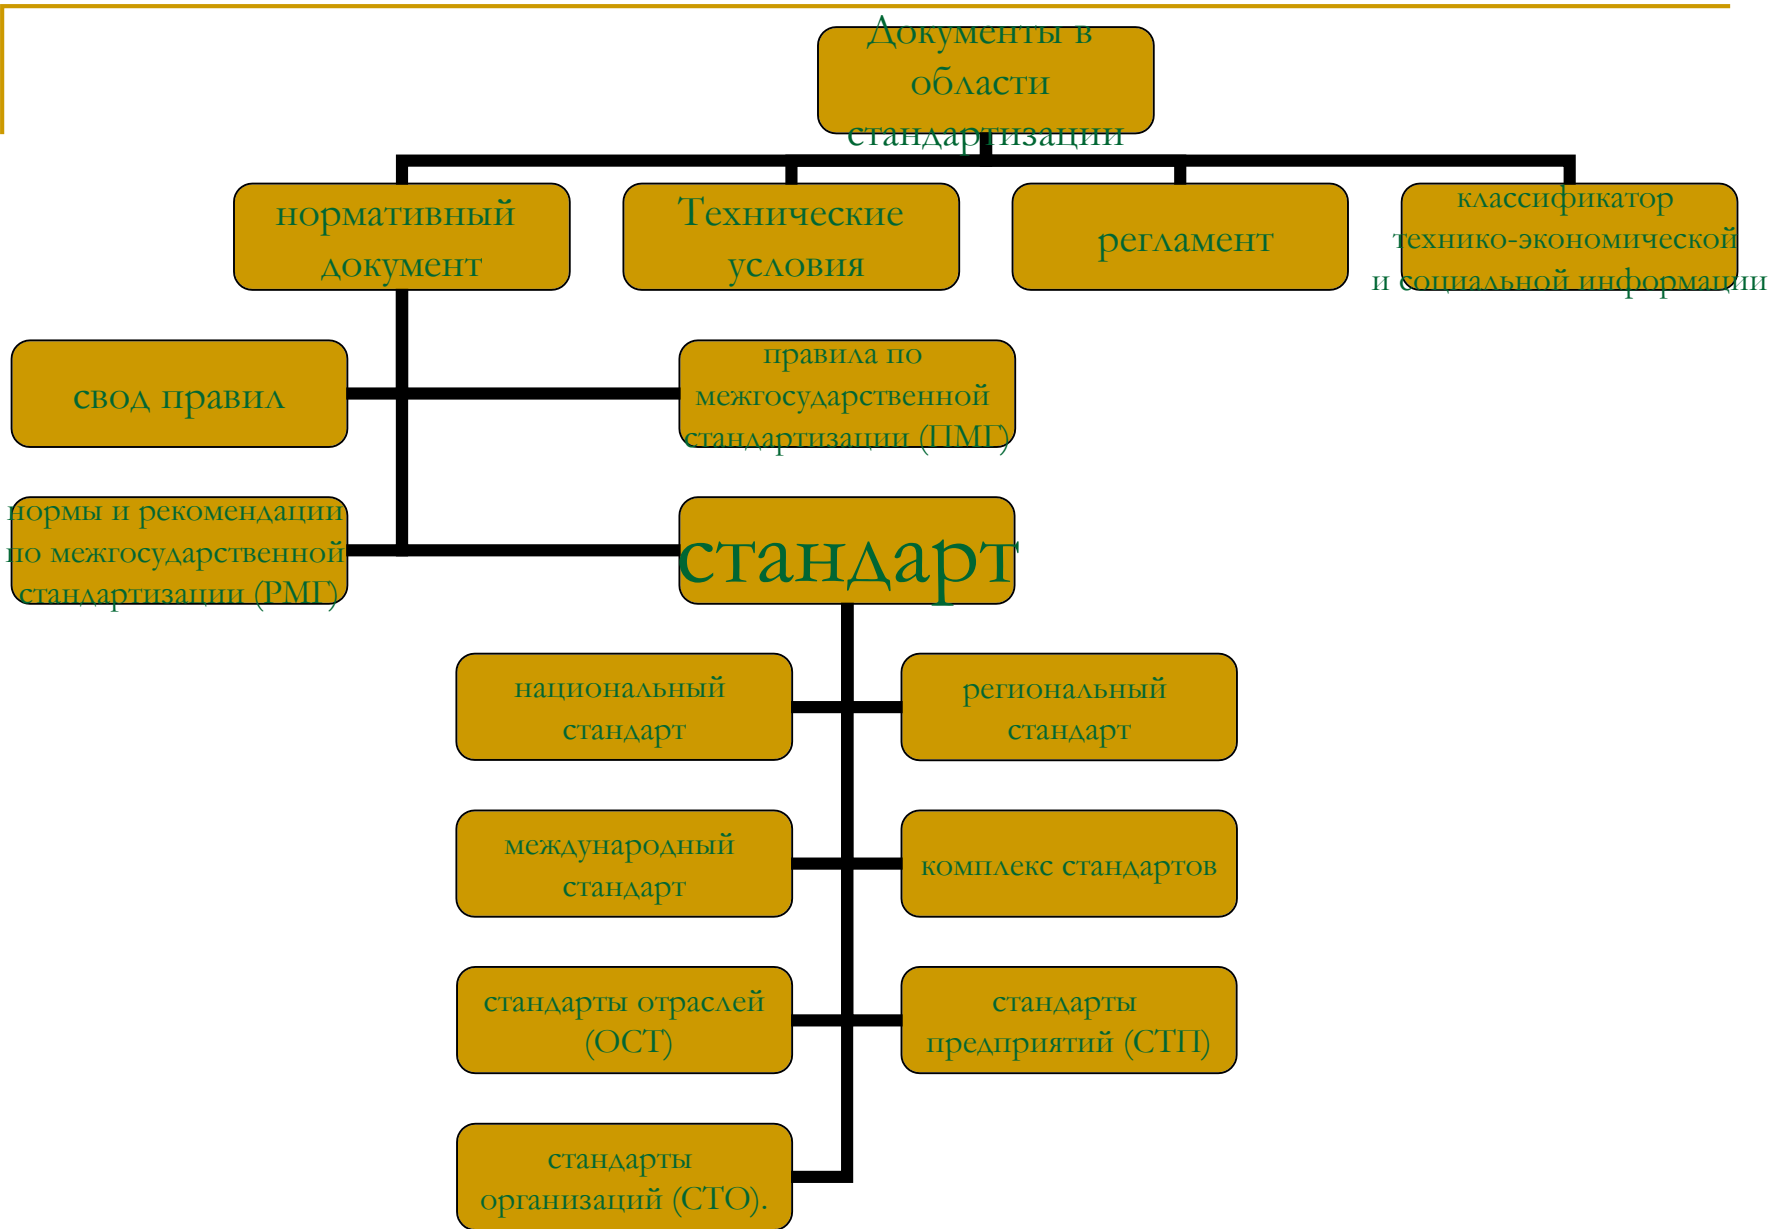 Документы в
области
стандартизации
нормативный
документ
Технические
условия
регламент
классификатор
технико-экономической
и социальной информации
свод правил
правила по
межгосударственной
стандартизации (ПМГ)
нормы и рекомендации
по межгосударственной
стандартизации (РМГ)
стандарт
национальный
стандарт
региональный
стандарт
международный
стандарт
комплекс стандартов
стандарты отраслей
(ОСТ)
стандарты
предприятий (СТП)
стандарты
организаций (СТО).